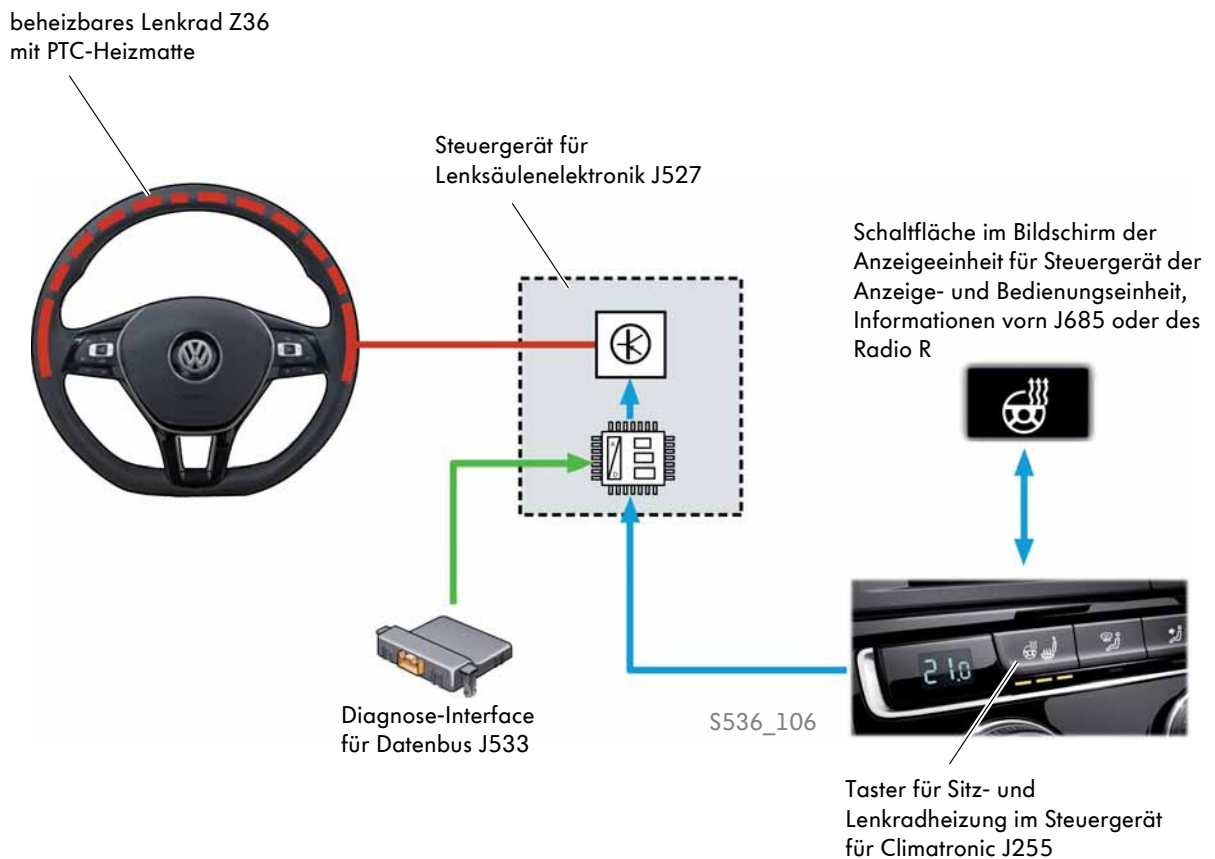 beheizbares Lenkrad Z36
mit PTC-Heizmatte
Steuergerät für
Lenksäulenelektronik J527
Schaltfläche im Bildschirm der
Anzeigeeinheit für Steuergerät der
Anzeige- und Bedienungseinheit,
Informationen vorn J685 oder des
Radio R
A
D
21.0
Diagnose-Interface
für Datenbus J533
S536_106
Taster für Sitz- und
Lenkradheizung im Steuergerät
für Climatronic J255